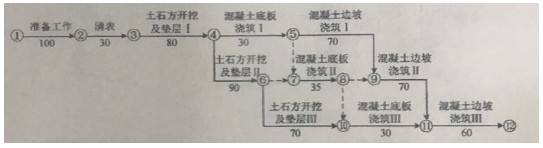 准备工作 清表 土石方开挖 混凝土底板 混凝土边坡
及垫层Ⅰ 浇筑Ⅰ 浇筑Ⅰ
① ② ③ ④ ⑤
100 30 80 30 70
土石方开挖 混凝土底板 混凝土边坡
及垫层Ⅱ 浇筑Ⅱ 浇筑Ⅱ
⑥ ⑦ ⑧ ⑨
90 35 70
土石方开挖 混凝土底板 混凝土边坡
及垫层Ⅲ 浇筑Ⅲ 浇筑Ⅲ
⑩ ⑪ ⑫
70 30 60